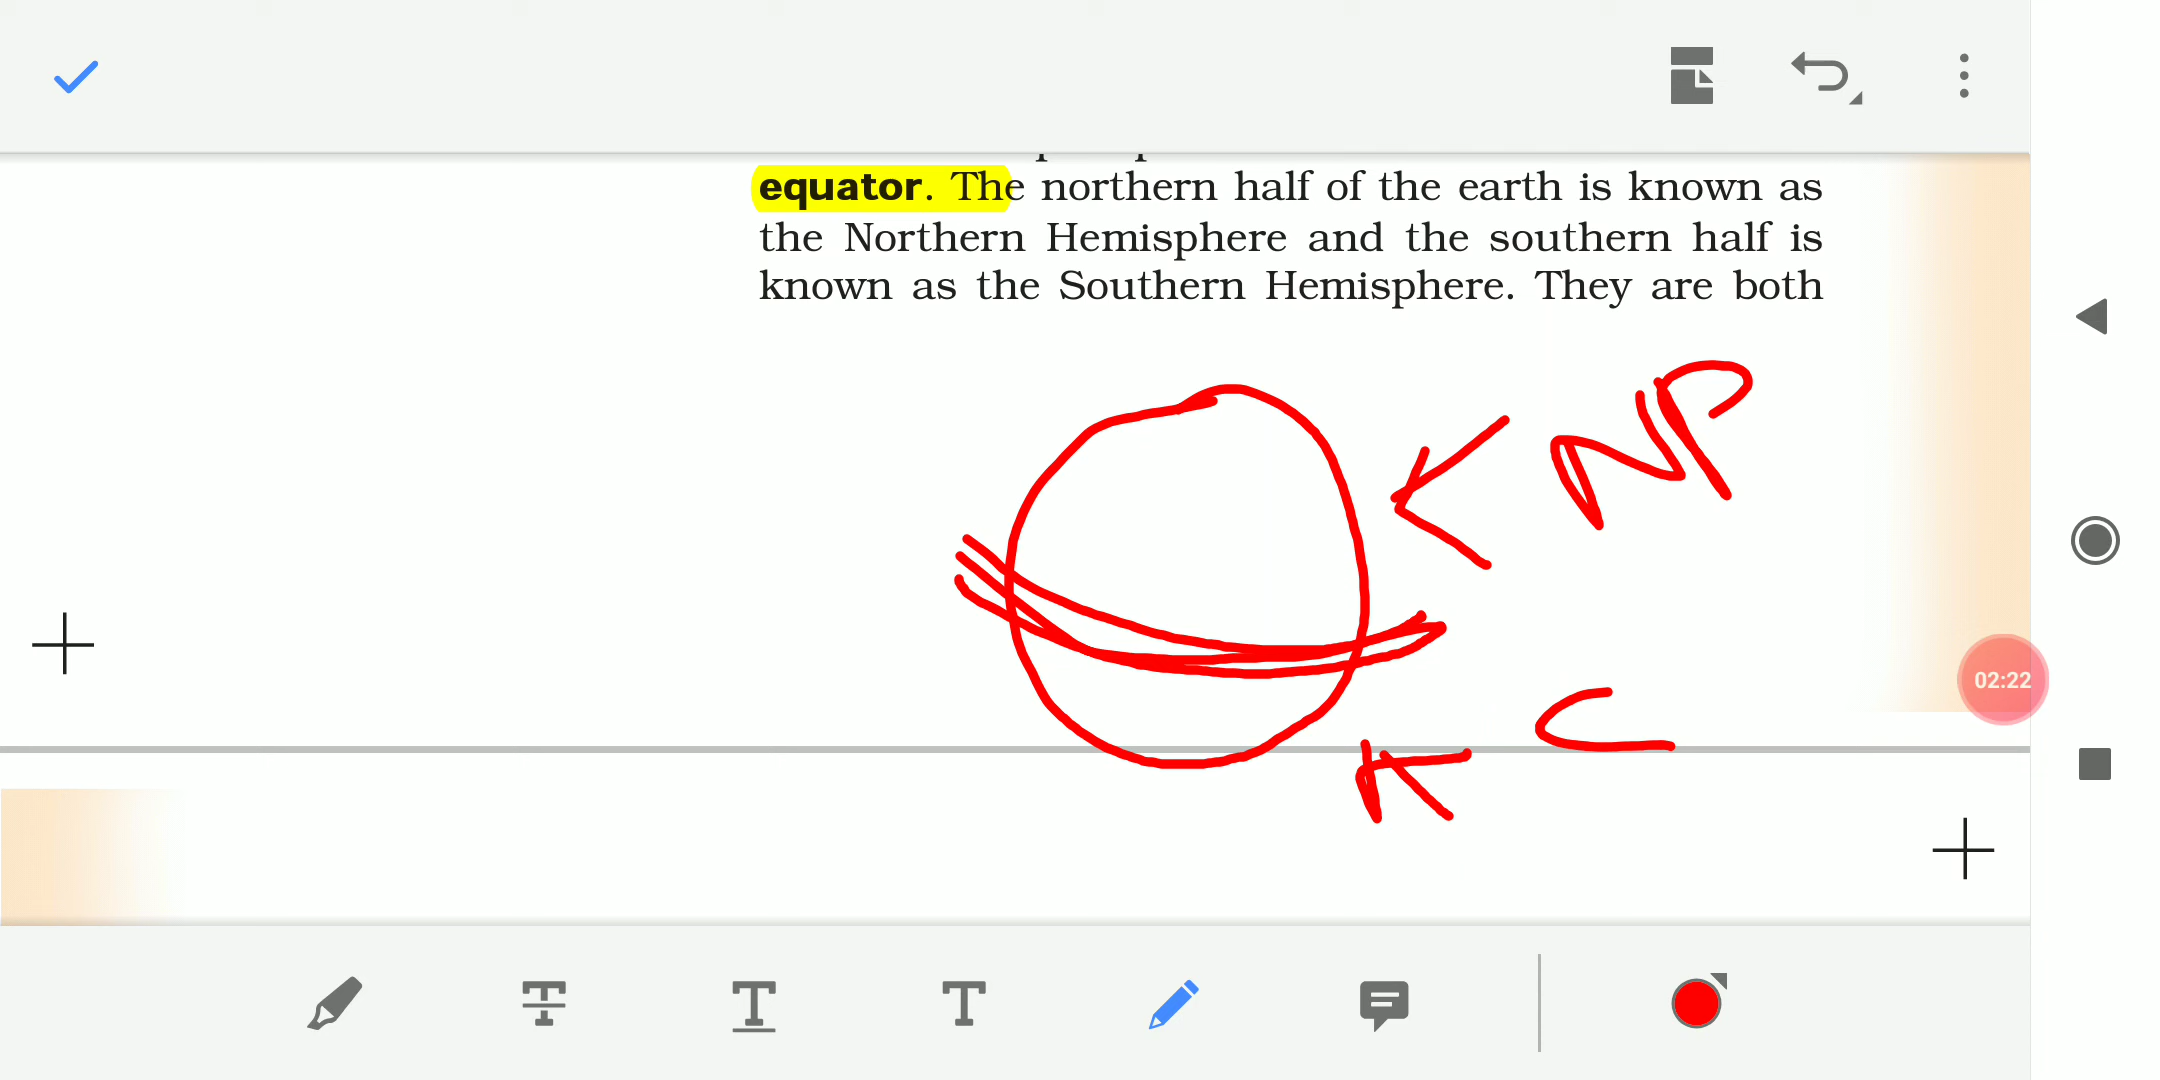 equator. The northern half of the earth is known as
the Northern Hemisphere and the southern half is
known as the Southern Hemisphere. They are both
NP
02:22